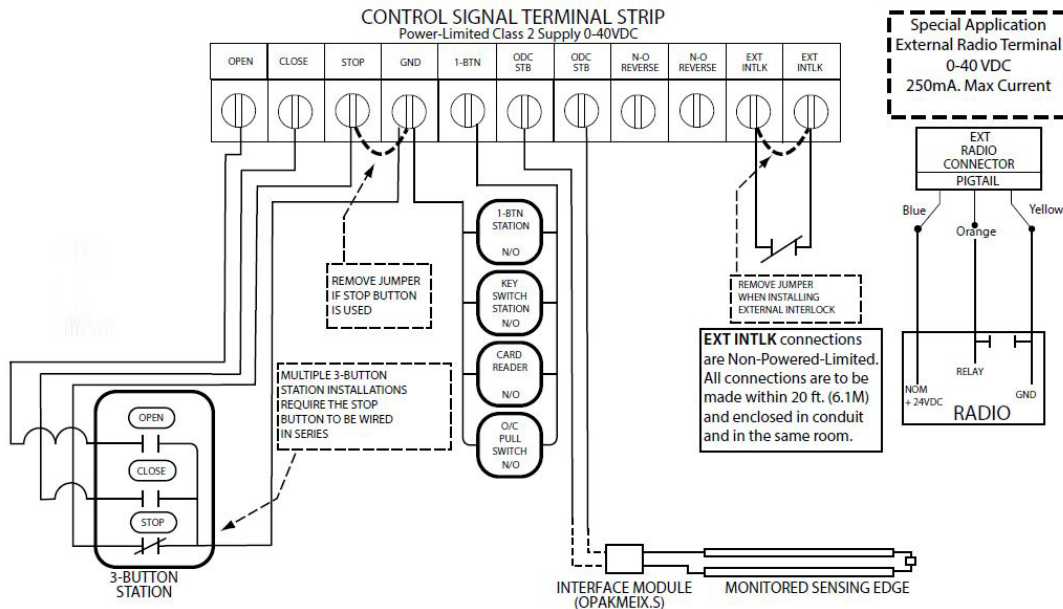 CONTROL SIGNAL TERMINAL STRIP
Power-Limited Class 2 Supply 0-40VDC
OPEN
CLOSE
STOP
GND
1-BTN
ODC
STB
ODC
STB
N-O
REVERSE
N-O
REVERSE
EXT
INTLK
EXT
INTLK
Special Application
External Radio Terminal
0-40 VDC
250mA. Max Current
EXT
RADIO
CONNECTOR
PIGTAIL
Blue
Orange
Yellow
NOM
+ 24VDC
RELAY
GND
RADIO
1-BTN
STATION
N/O
KEY
SWITCH
STATION
N/O
CARD
READER
N/O
O/C
PULL
SWITCH
N/O
REMOVE JUMPER
IF STOP BUTTON
IS USED
REMOVE JUMPER
WHEN INSTALLING
EXTERNAL INTERLOCK
EXT INTLK connections
are Non-Powered-Limited.
All connections are to be
made within 20 ft. (6.1M)
and enclosed in conduit
and in the same room.
MULTIPLE 3-BUTTON
STATION INSTALLATIONS
REQUIRE THE STOP
BUTTON TO BE WIRED
IN SERIES
OPEN
CLOSE
STOP
3-BUTTON
STATION
INTERFACE MODULE
(OPAKMEIX.S)
MONITORED SENSING EDGE